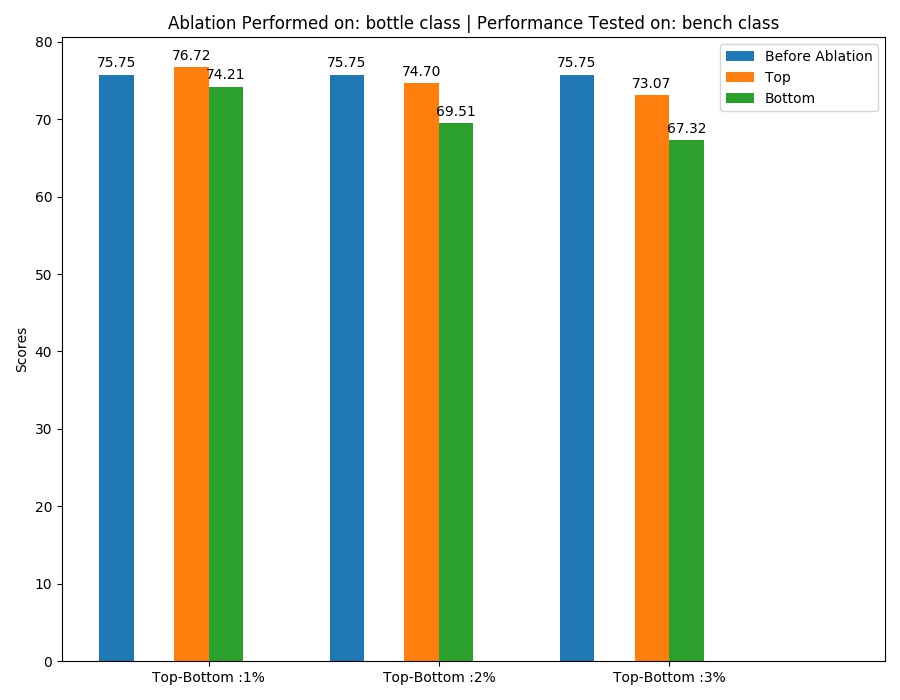 Ablation Performed on: bottle class | Performance Tested on: bench class
Before Ablation
Top
Bottom
75.75
76.72
74.21
75.75
74.70
69.51
75.75
73.07
67.32
Scores
80
70
60
50
40
30
20
10
0
Top-Bottom :1%
Top-Bottom :2%
Top-Bottom :3%